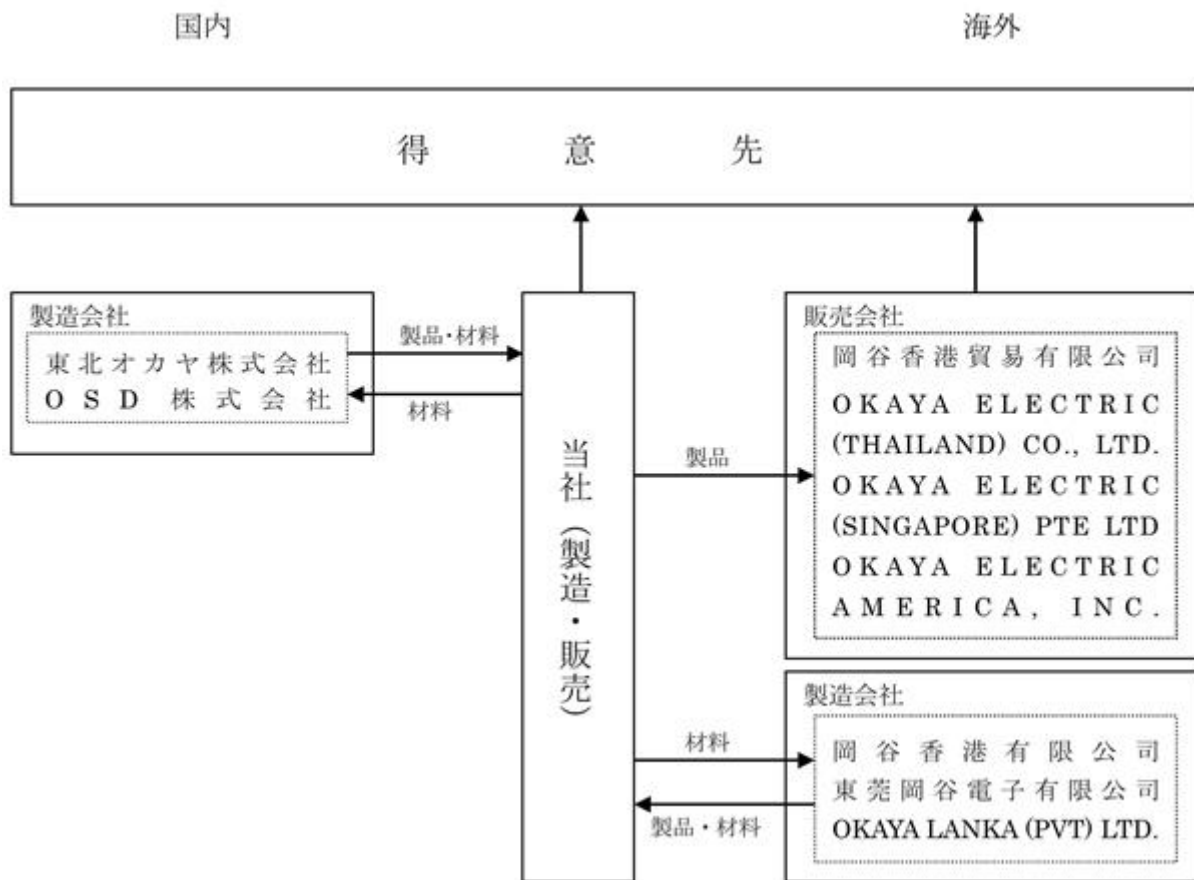 国内
海外
得意先
製造会社
東北オカヤ株式会社
OSD株式会社
製品・材料
材料
当社(製造・販売)
製品
販売会社
岡谷香港貿易有限公司
OKAYA ELECTRIC
(THAILAND) CO., LTD.
OKAYA ELECTRIC
(SINGAPORE) PTE LTD
OKAYA ELECTRIC
AMERICA, INC.
材料
製品・材料
製造会社
岡谷香港有限公司
東莞岡谷電子有限公司
OKAYA LANKA (PVT) LTD.